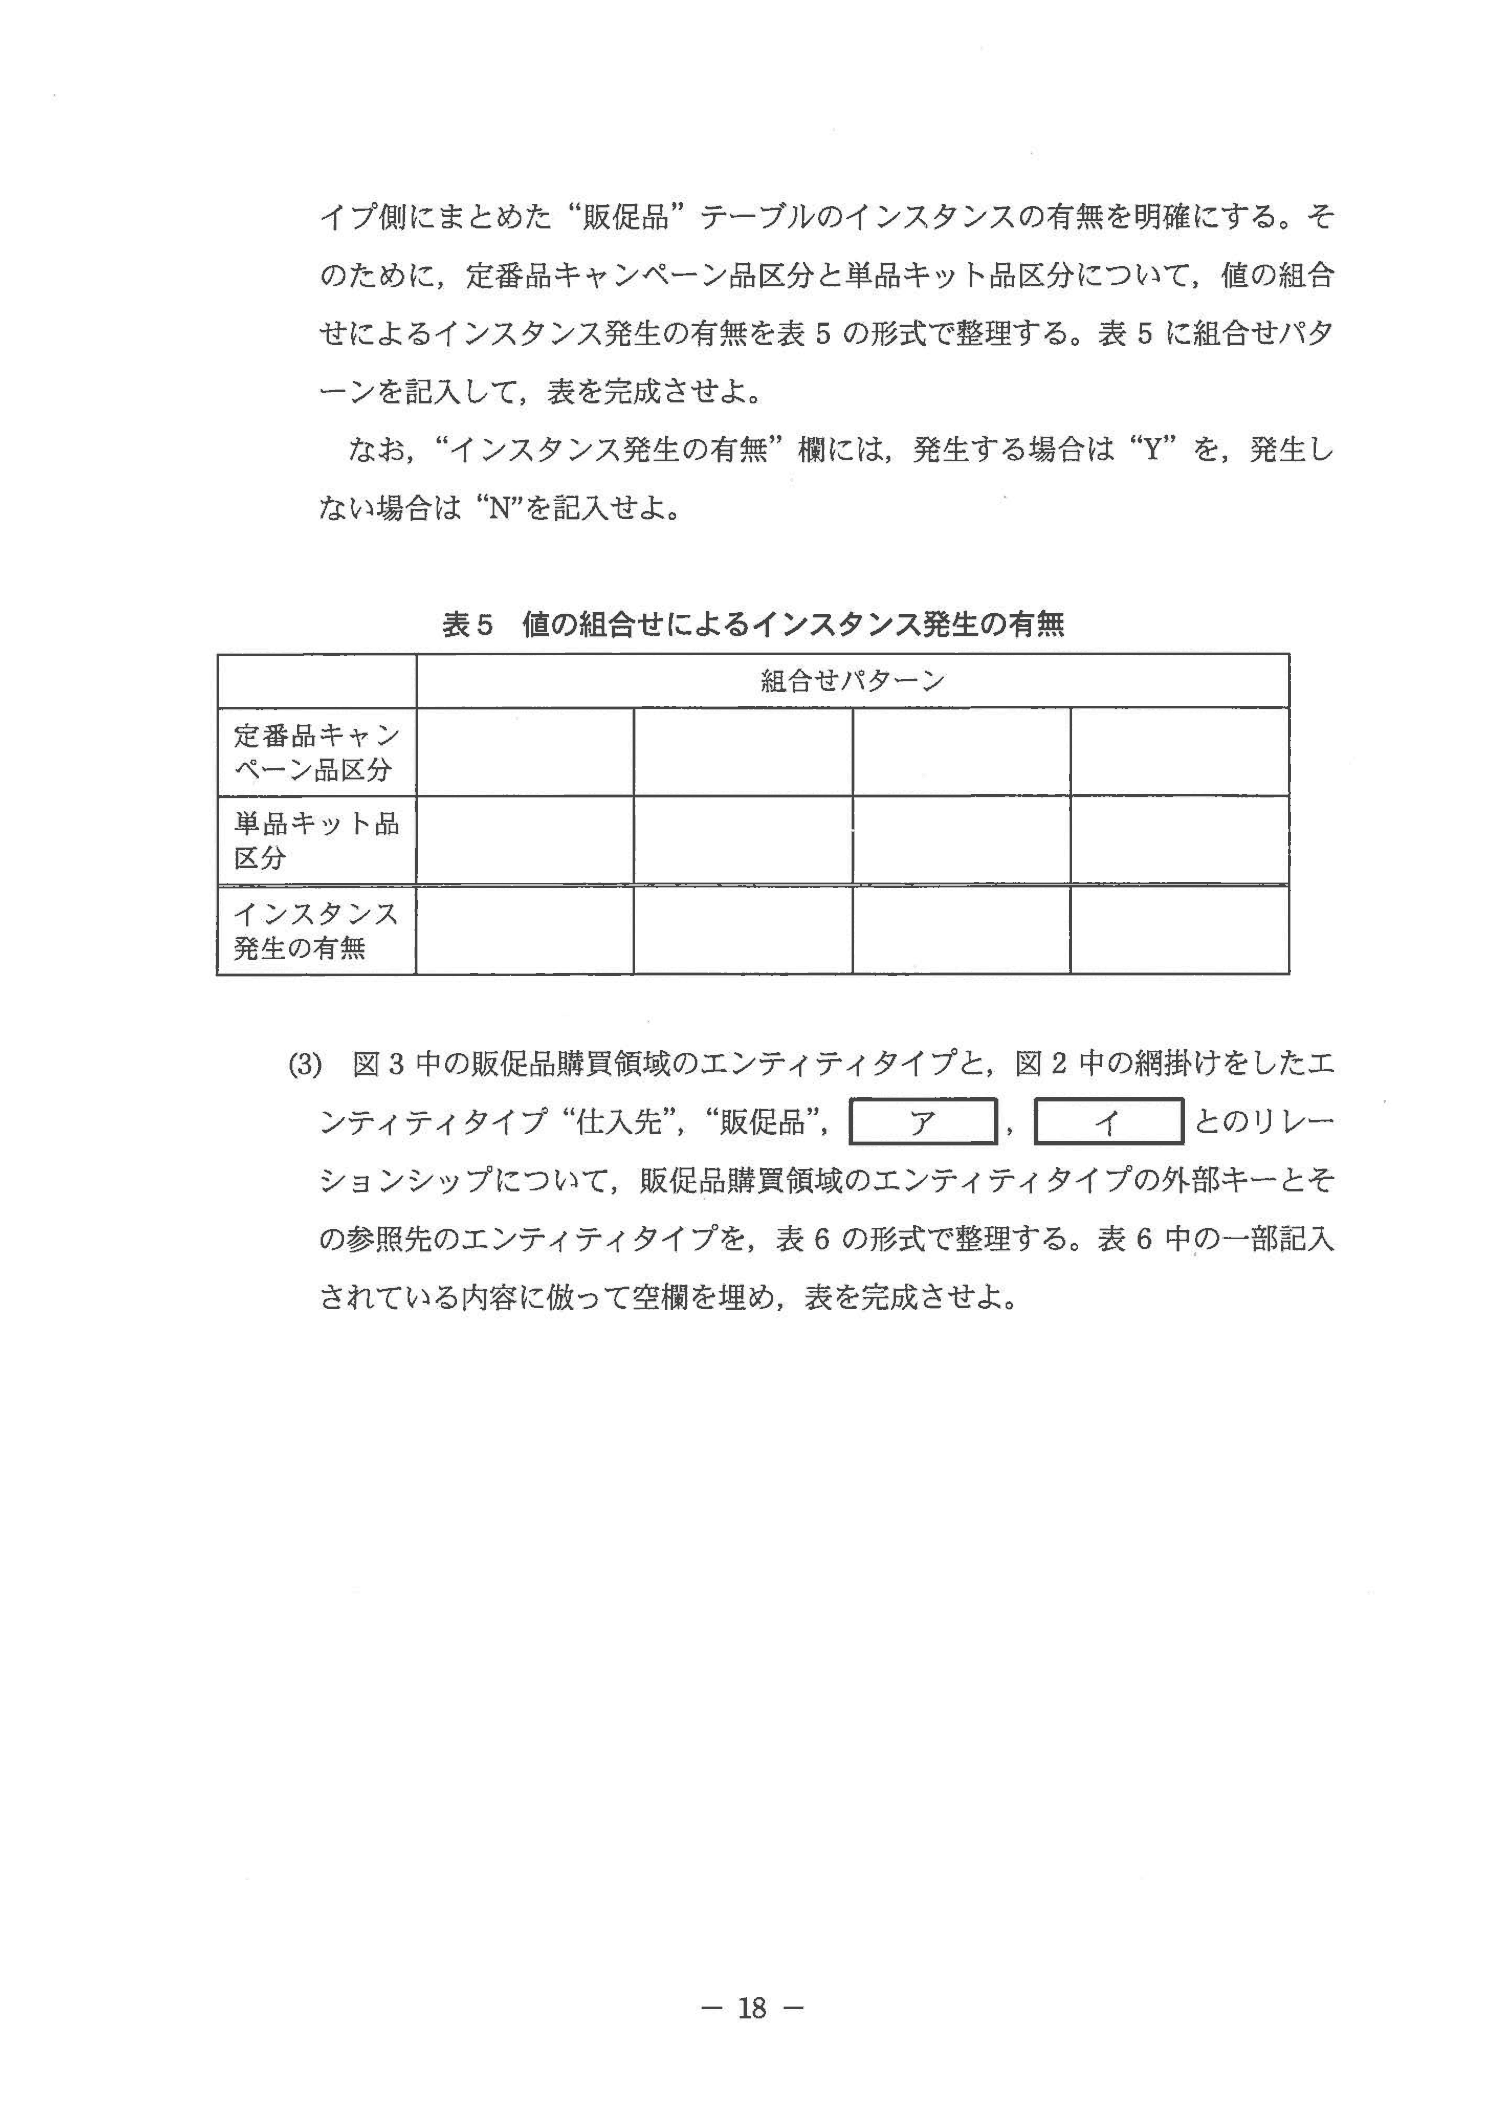 イプ側にまとめた“販促品”テーブルのインスタンスの有無を明確にする。そ
のために，定番品キャンペーン品区分と単品キット品区分について，値の組合
せによるインスタンス発生の有無を表 5 の形式で整理する。表 5 に組合せパタ
ーンを記入して，表を完成させよ。
なお，“インスタンス発生の有無”欄には，発生する場合は“Y”を，発生し
ない場合は“N”を記入せよ。
表5　値の組合せによるインスタンス発生の有無
組合せパターン
定番品キャン
ペーン品区分
単品キット品
区分
インスタンス
発生の有無
(3)　図 3 中の販促品購買領域のエンティティタイプと，図 2 中の網掛けをしたエ
ンティティタイプ“仕入先”，“販促品”， ア ， イ とのリレー
ションシップについて，販促品購買領域のエンティティタイプの外部キーとそ
の参照先のエンティティタイプを，表 6 の形式で整理する。表 6 中の一部記入
されている内容に倣って空欄を埋め，表を完成させよ。
－ 18 －